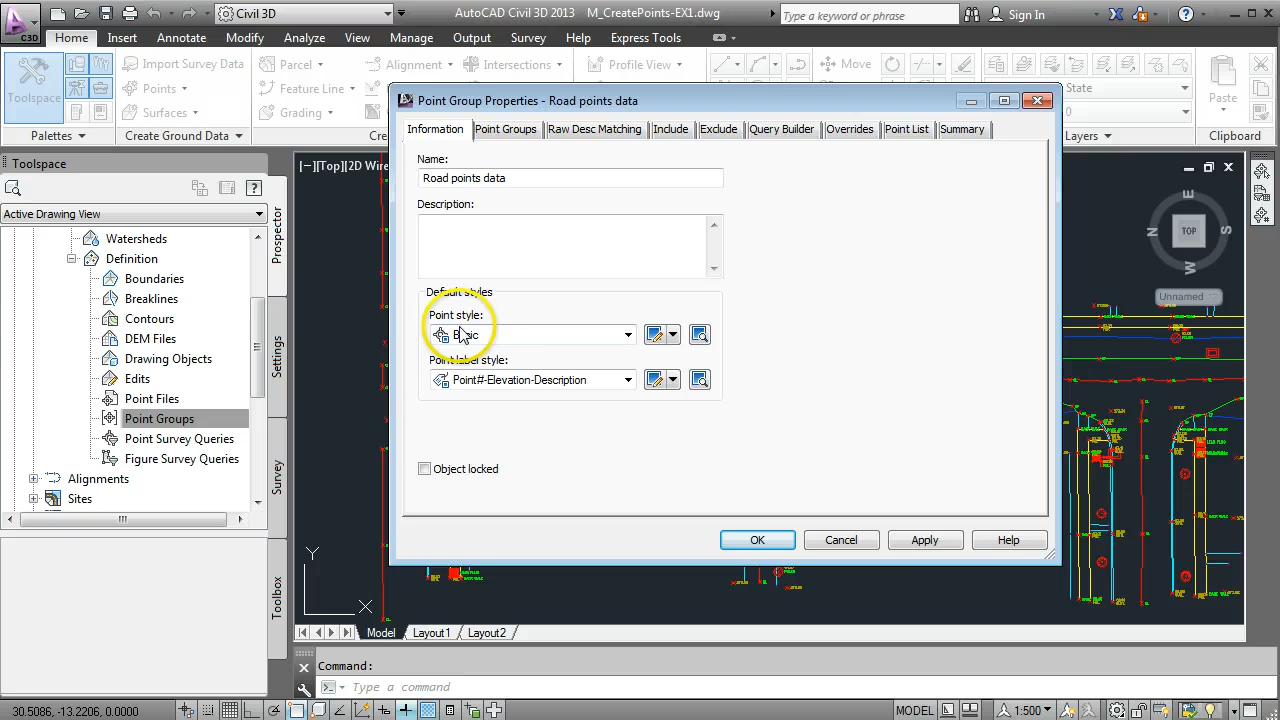 Civil 3D
AutoCAD Civil 3D 2013 M_CreatePoints-EX1.dwg
Type a keyword or phrase
Sign In
C3D
Home Insert Annotate Modify Analyze View Manage Output Survey Help Express Tools
Toolspace
Import Survey Data
Points
Surfaces
Parcel
Feature Line
Grading
Alignment
Intersections
Profile View
Move
State
0
Paste
Palettes
Create Ground Data
Layers
Clipboard
Toolspace
Active Drawing View
Watersheds
Definition
Boundaries
Breaklines
Contours
DEM Files
Drawing Objects
Edits
Point Files
Point Groups
Point Survey Queries
Figure Survey Queries
Alignments
Sites
Prospector
Settings
Survey
Toolbox
[−][Top][2D Wire
Point Group Properties - Road points data
Information Point Groups Raw Desc Matching Include Exclude Query Builder Overrides Point List Summary
Name:
Road points data
Description:
Default styles
Point style:
Point label style:
Point#-Elevation-Description
Object locked
OK Cancel Apply Help
E
N TOP S
W
Unnamed
Y
X
Model Layout1 Layout2
Command:
Type a command
30.5086, -13.2206, 0.0000
MODEL
1:500